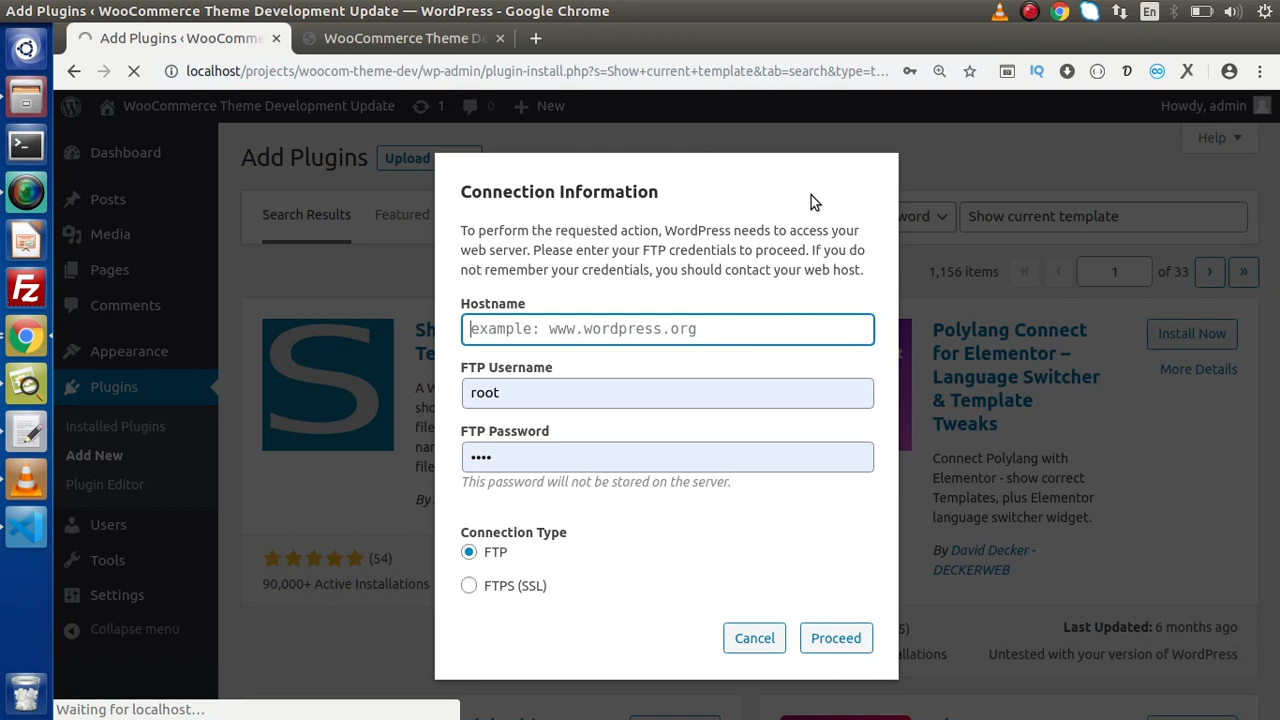 Add Plugins ‹ WooCommerce Theme Development Update — WordPress - Google Chrome
En
Add Plugins ‹ WooComme
WooCommerce Theme De
localhost/projects/woocom-theme-dev/wp-admin/plugin-install.php?s=Show+current+template&tab=search&type=t...
IQ
WooCommerce Theme Development Update
1
0
New
Howdy, admin
Dashboard
Posts
Media
Pages
Comments
Appearance
Plugins
Installed Plugins
Add New
Plugin Editor
Users
Tools
Settings
Collapse menu
Add Plugins
Upload
Help
Search Results
Featured
word
Show current template
1,156 items
«
‹
1
of 33
›
»
S
(54)
90,000+ Active Installations
By
Connection Information
To perform the requested action, WordPress needs to access your
web server. Please enter your FTP credentials to proceed. If you do
not remember your credentials, you should contact your web host.
Hostname
example: www.wordpress.org
FTP Username
root
FTP Password
••••
This password will not be stored on the server.
Connection Type
FTP
FTPS (SSL)
Cancel
Proceed
Polylang Connect
for Elementor –
Language Switcher
& Template
Tweaks
Install Now
More Details
Connect Polylang with
Elementor - show correct
Templates, plus Elementor
language switcher widget.
By David Decker -
DECKERWEB
Last Updated: 6 months ago
Untested with your version of WordPress
Waiting for localhost...